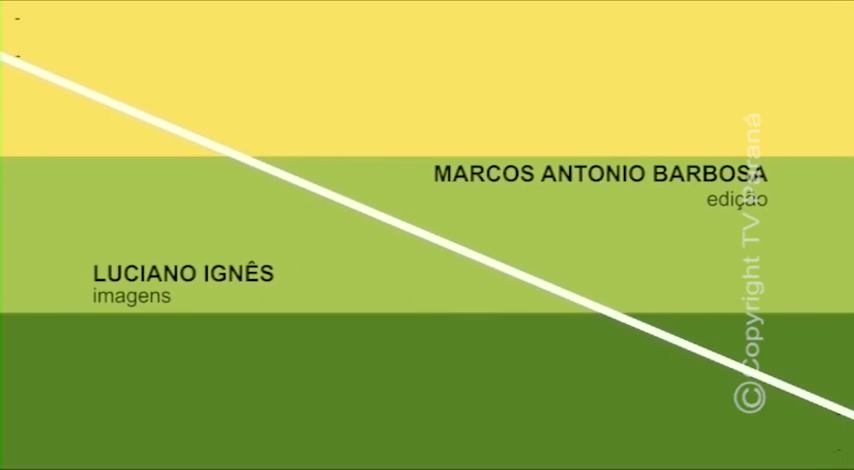 MARCOS ANTONIO BARBOSA
edição
LUCIANO IGNÊS
imagens
© Copyright TV Paraná